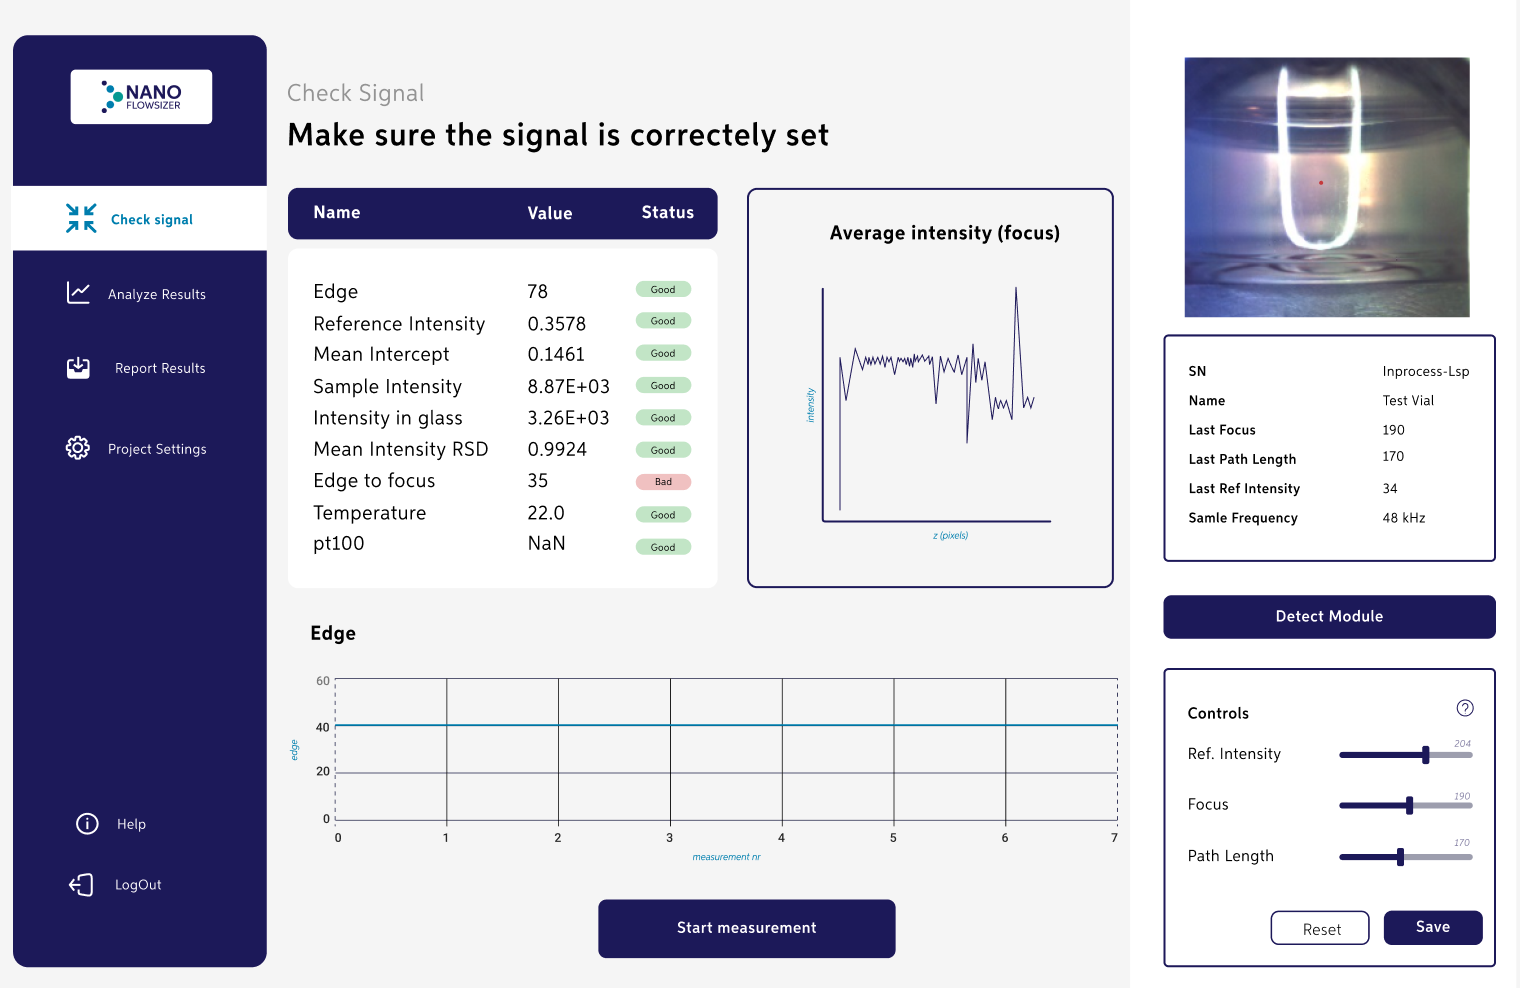 NANO
FLOWSIZER
Check signal
Analyze Results
Report Results
Project Settings
Help
LogOut
Check Signal
Make sure the signal is correctely set
Name Value Status
Edge 78 Good
Reference Intensity 0.3578 Good
Mean Intercept 0.1461 Good
Sample Intensity 8.87E+03 Good
Intensity in glass 3.26E+03 Good
Mean Intensity RSD 0.9924 Good
Edge to focus 35 Bad
Temperature 22.0 Good
pt100 NaN Good
Average intensity (focus)
intensity
z (pixels)
Edge
60
40
20
0
edge
0 1 2 3 4 5 6 7
measurement nr
Start measurement
SN Inprocess-Lsp
Name Test Vial
Last Focus 190
Last Path Length 170
Last Ref Intensity 34
Samle Frequency 48 kHz
Detect Module
Controls ?
Ref. Intensity 204
Focus 190
Path Length 170
Reset Save